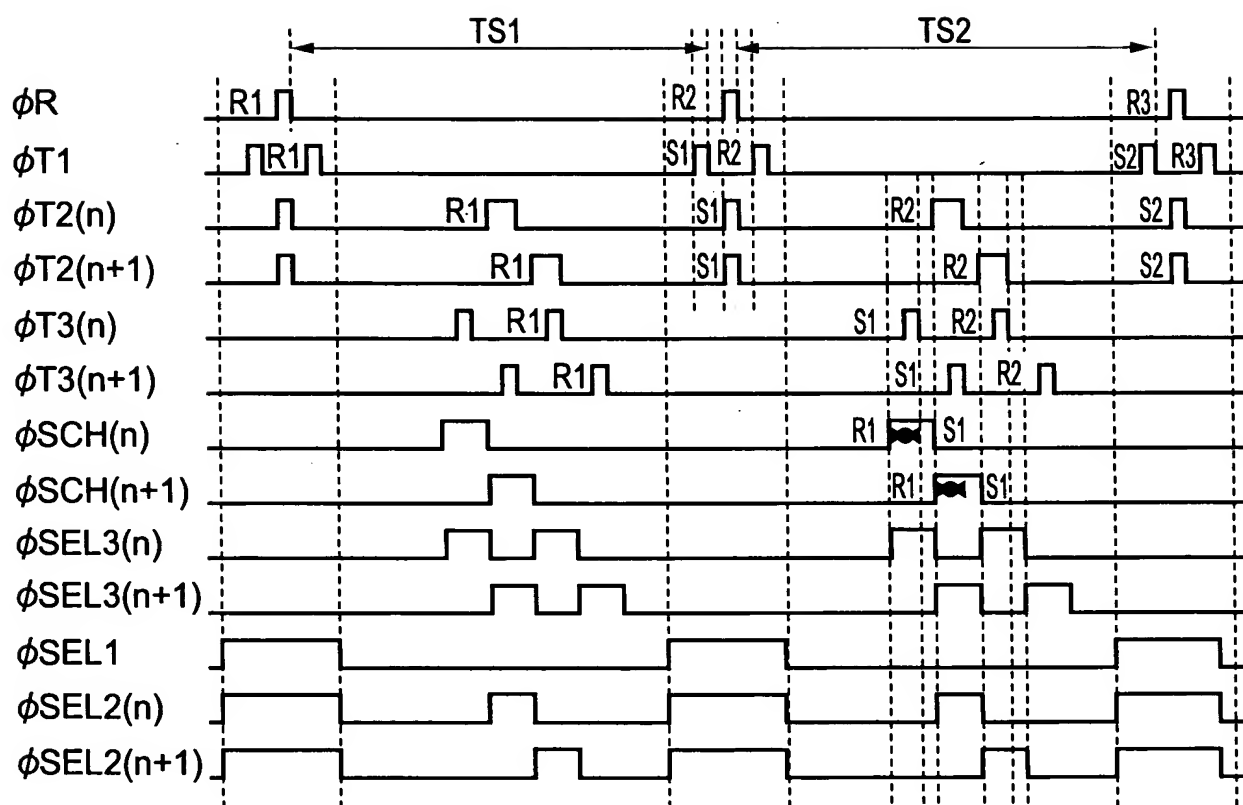 TS1 TS2
ϕR R1 R2 R3
ϕT1 R1 S1 R2 S2 R3
ϕT2(n) R1 S1 R2 S2
ϕT2(n+1) R1 S1 R2 S2
ϕT3(n) R1 S1 R2
ϕT3(n+1) R1 S1 R2
ϕSCH(n) R1 S1
ϕSCH(n+1) R1 S1
ϕSEL3(n)
ϕSEL3(n+1)
ϕSEL1
ϕSEL2(n)
ϕSEL2(n+1)